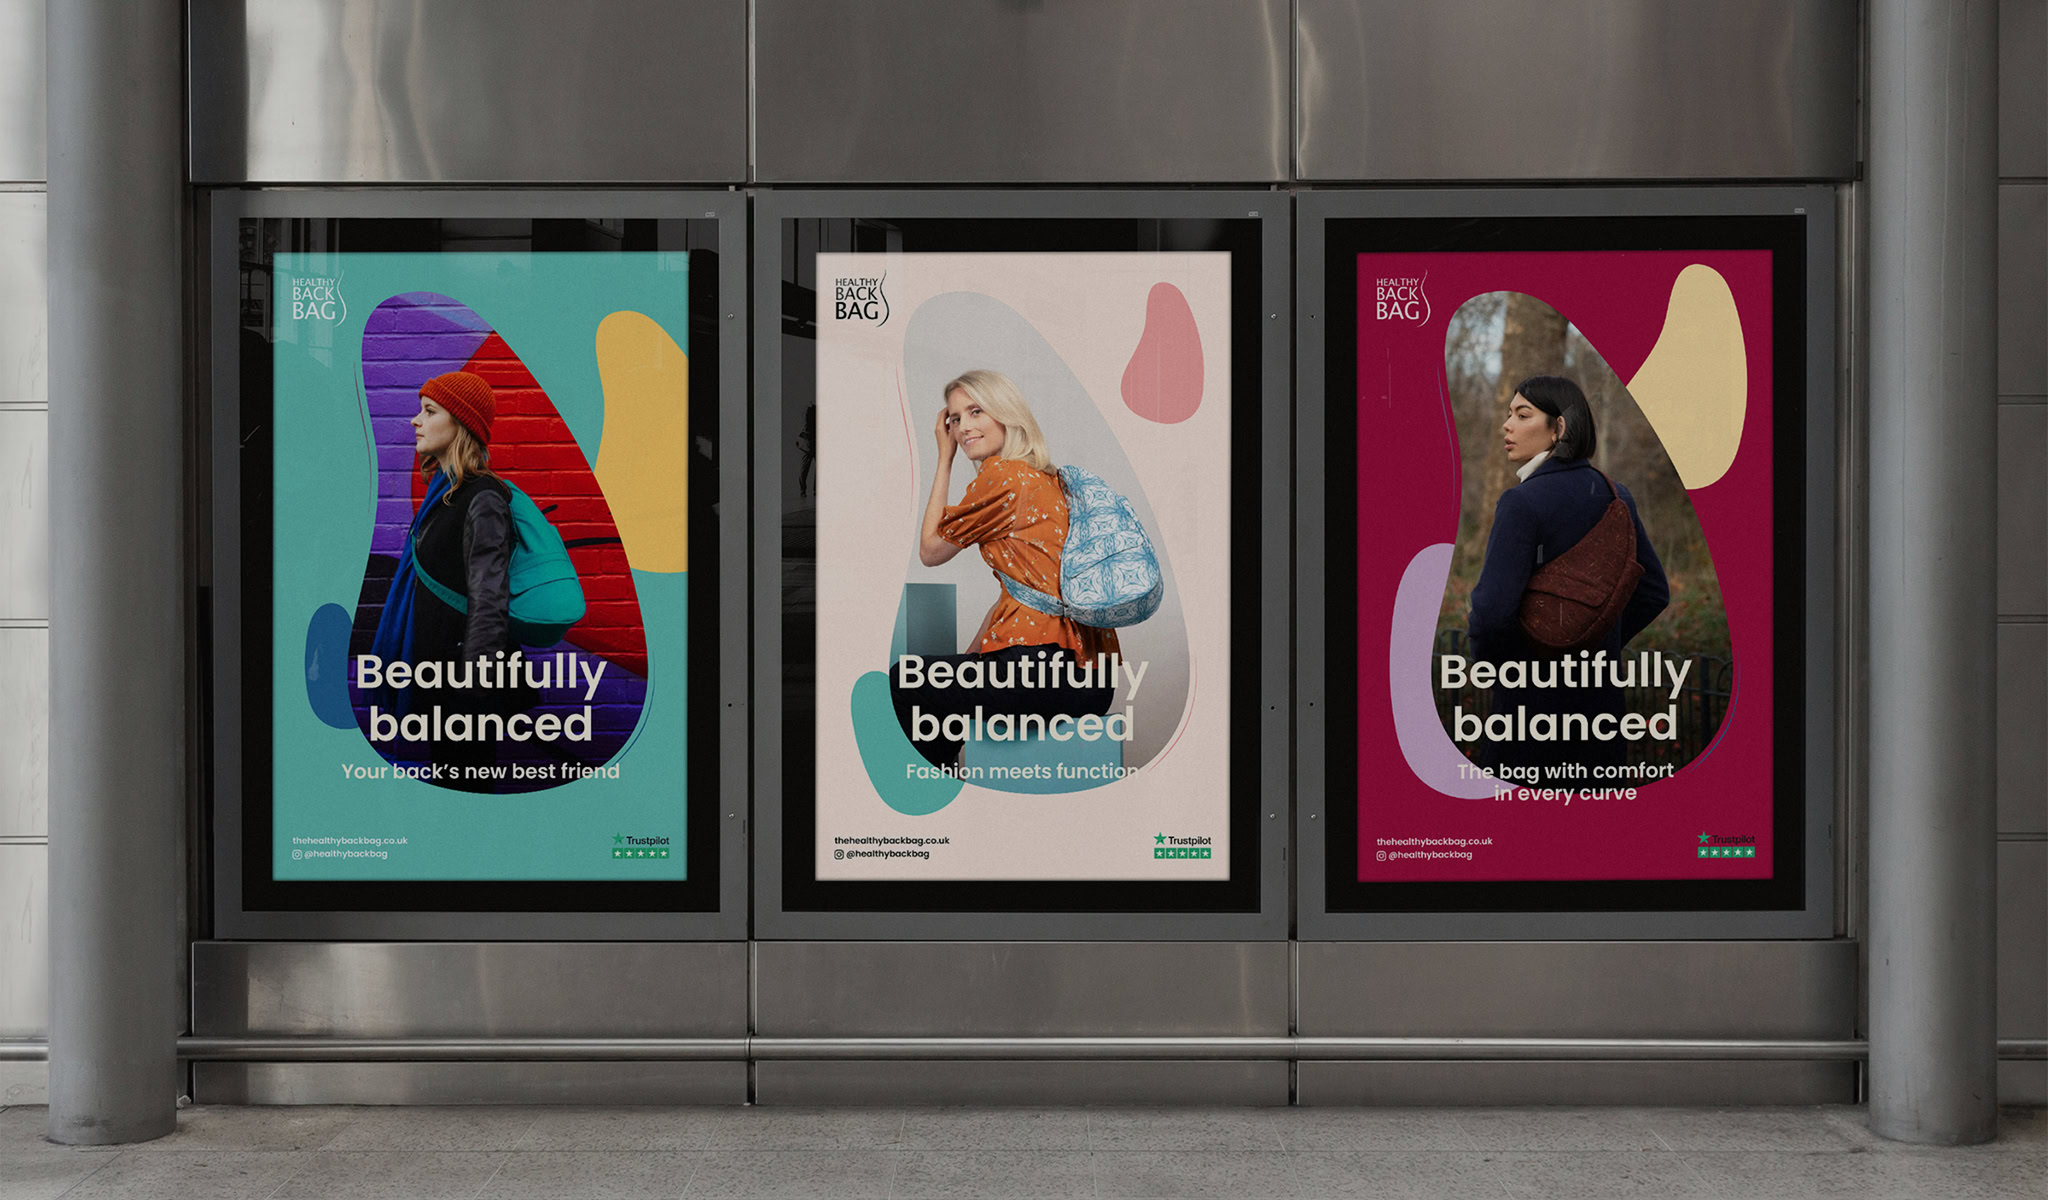 HEALTHY
BACK
BAG
Beautifully
balanced
Your back's new best friend
thehealthybackbag.co.uk
@healthybackbag
Trustpilot
HEALTHY
BACK
BAG
Beautifully
balanced
Fashion meets function
thehealthybackbag.co.uk
@healthybackbag
Trustpilot
HEALTHY
BACK
BAG
Beautifully
balanced
The bag with comfort
in every curve
thehealthybackbag.co.uk
@healthybackbag
Trustpilot